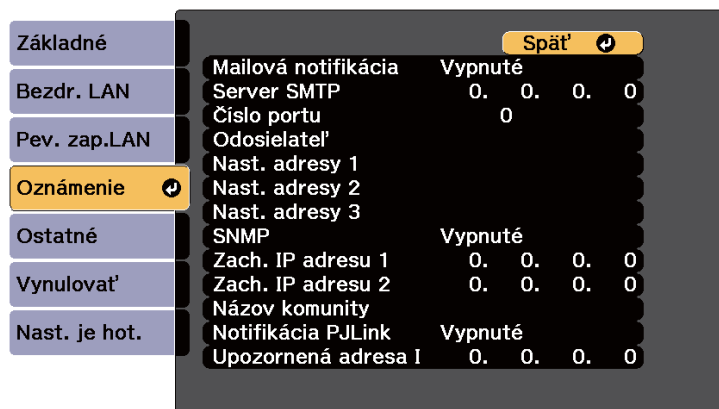 Základné
Bezdr. LAN
Pev. zap.LAN
Oznámenie
Ostatné
Vynulovať
Nast. je hot.
Späť
Mailová notifikácia Vypnuté
Server SMTP 0. 0. 0. 0
Číslo portu 0
Odosielateľ
Nast. adresy 1
Nast. adresy 2
Nast. adresy 3
SNMP Vypnuté
Zach. IP adresu 1 0. 0. 0. 0
Zach. IP adresu 2 0. 0. 0. 0
Názov komunity
Notifikácia PJLink Vypnuté
Upozornená adresa I 0. 0. 0. 0